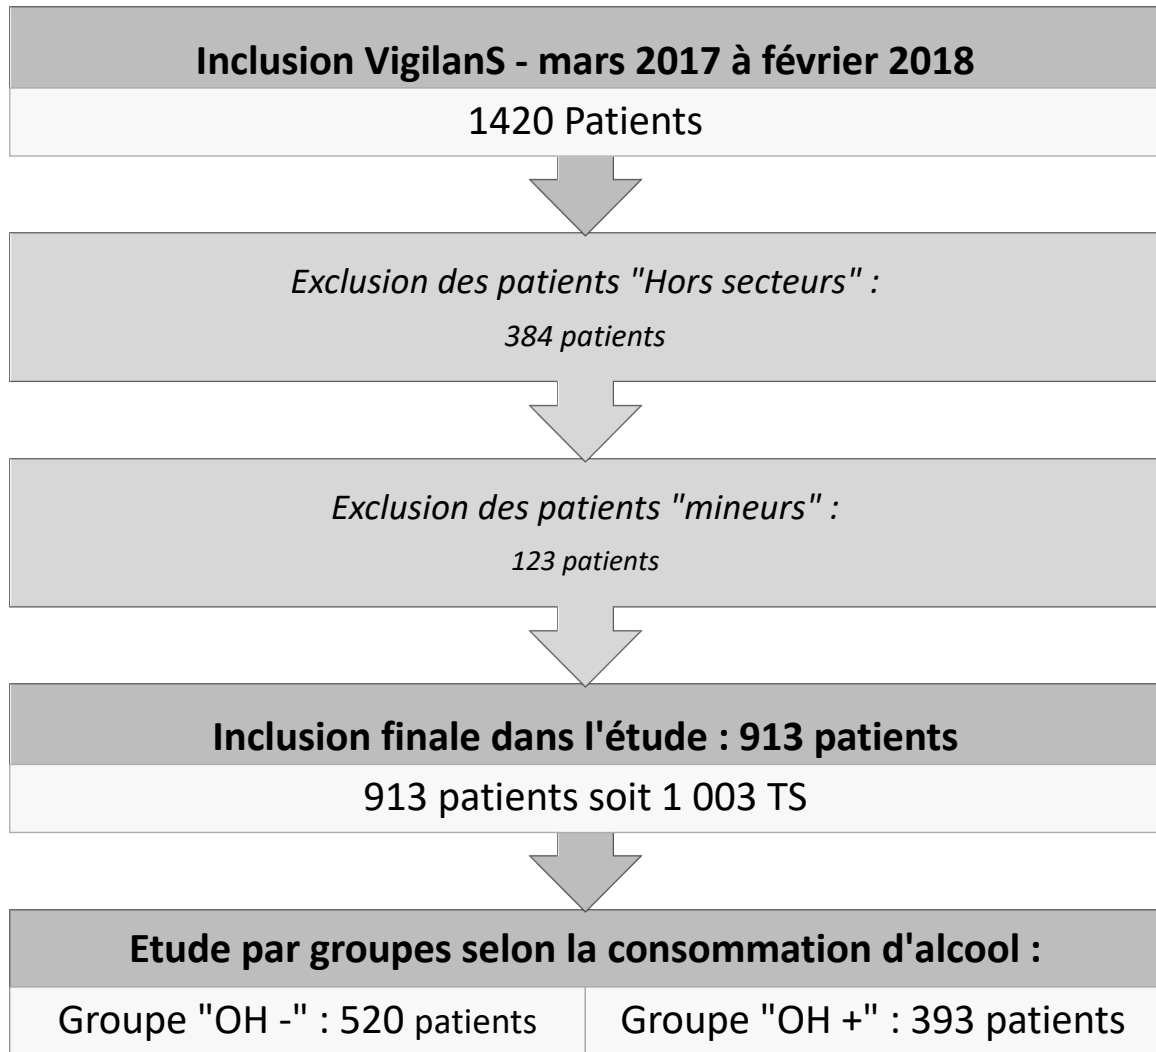 Inclusion VigilanS - mars 2017 à février 2018
1420 Patients
Exclusion des patients "Hors secteurs" :
384 patients
Exclusion des patients "mineurs" :
123 patients
Inclusion finale dans l'étude : 913 patients
913 patients soit 1 003 TS
Etude par groupes selon la consommation d'alcool :
Groupe "OH -" : 520 patients
Groupe "OH +" : 393 patients